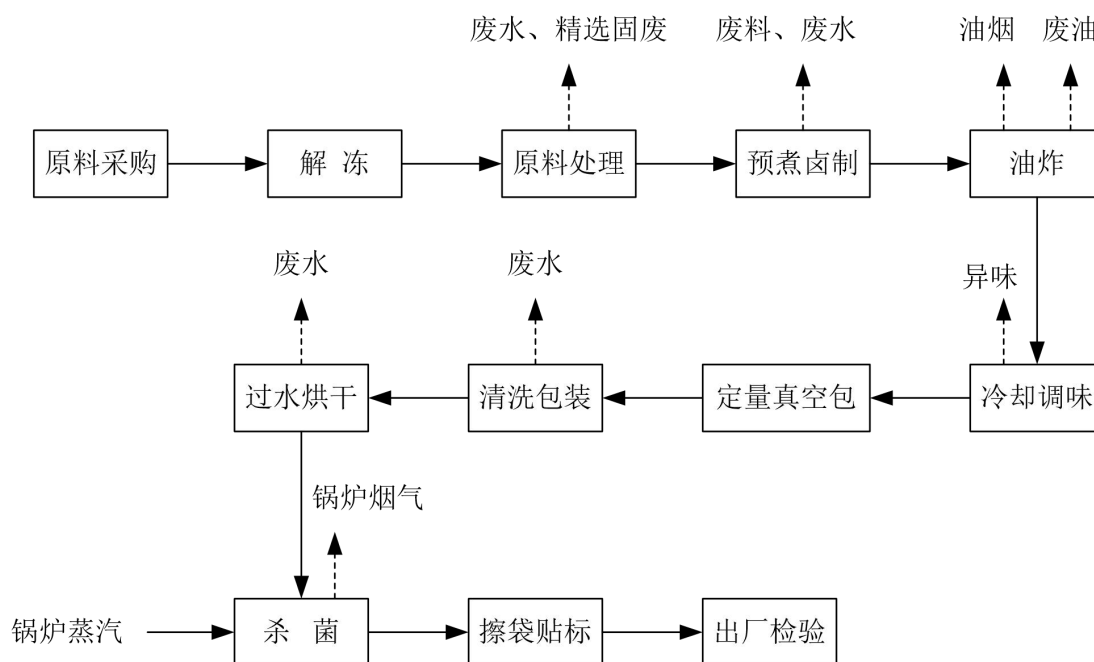 废水、精选固废
废料、废水
油烟
废油
原料采购
解 冻
原料处理
预煮卤制
油炸
废水
废水
异味
过水烘干
清洗包装
定量真空包
冷却调味
锅炉烟气
锅炉蒸汽
杀 菌
擦袋贴标
出厂检验